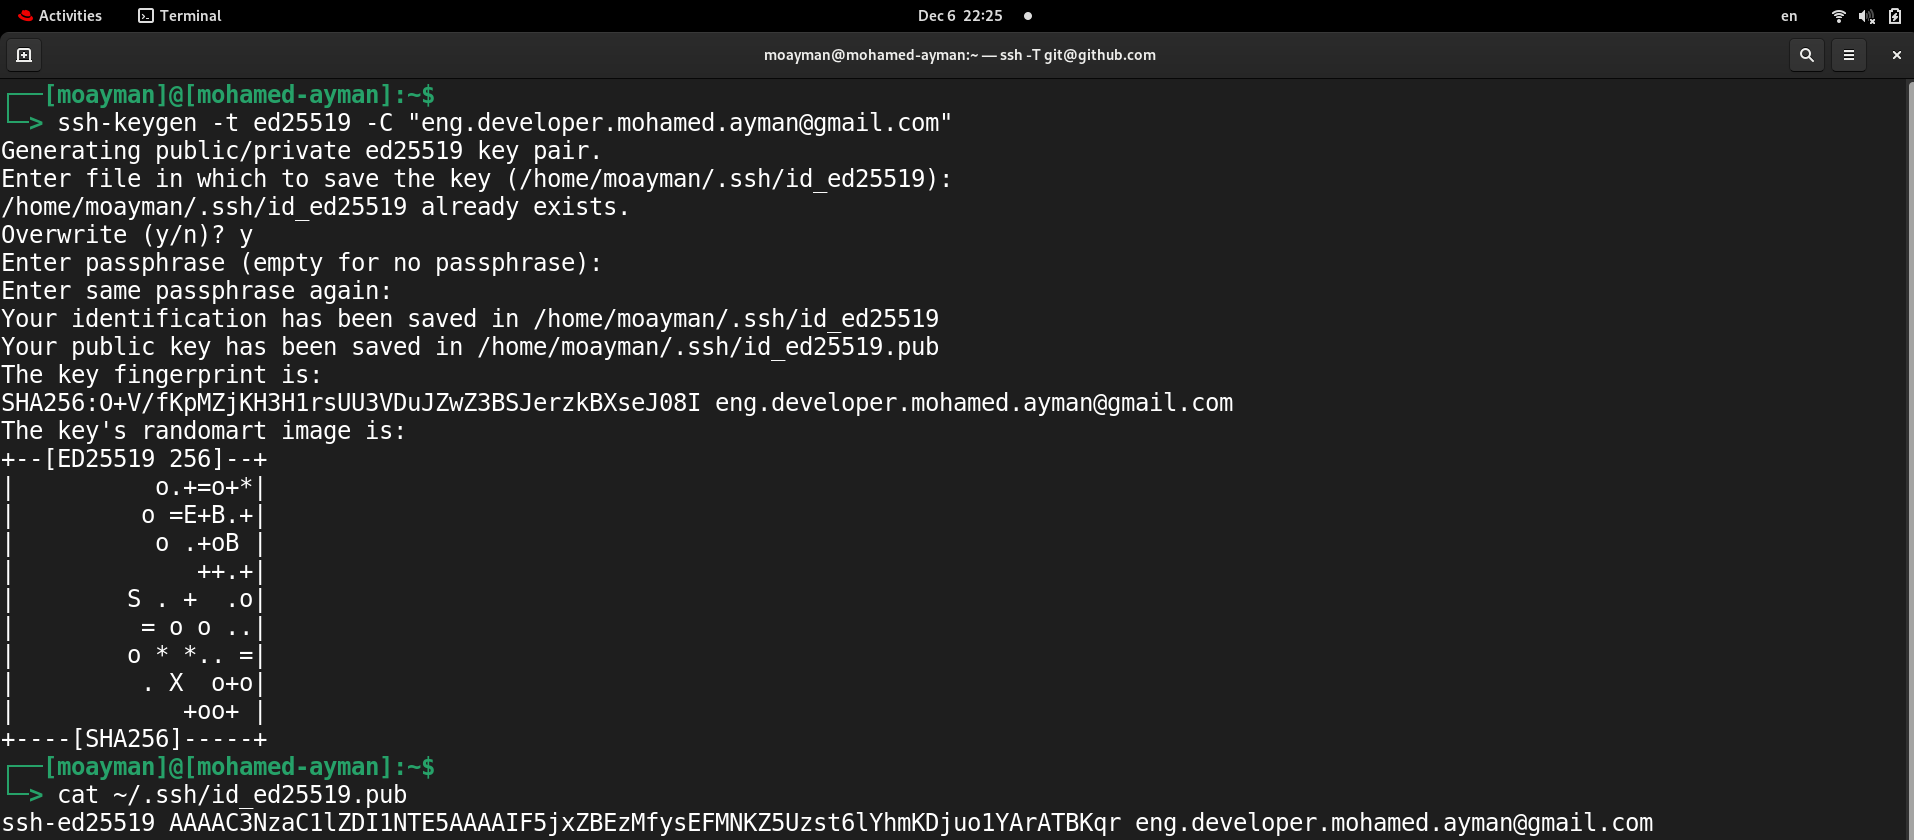 Activities Terminal Dec 6 22:25 en
moayman@mohamed-ayman:~ — ssh -T git@github.com
[moayman]@[mohamed-ayman]:~$
> ssh-keygen -t ed25519 -C "eng.developer.mohamed.ayman@gmail.com"
Generating public/private ed25519 key pair.
Enter file in which to save the key (/home/moayman/.ssh/id_ed25519):
/home/moayman/.ssh/id_ed25519 already exists.
Overwrite (y/n)? y
Enter passphrase (empty for no passphrase):
Enter same passphrase again:
Your identification has been saved in /home/moayman/.ssh/id_ed25519
Your public key has been saved in /home/moayman/.ssh/id_ed25519.pub
The key fingerprint is:
SHA256:O+V/fKpMZjKH3H1rsUU3VDuJZwZ3BSJerzkBXseJ08I eng.developer.mohamed.ayman@gmail.com
The key's randomart image is:
+--[ED25519 256]--+
|          o.+=o+*|
|         o =E+B.+|
|          o .+oB |
|             ++.+|
|        S . +  .o|
|         = o o ..|
|        o * *.. =|
|         . X  o+o|
|            +oo+ |
+----[SHA256]-----+
[moayman]@[mohamed-ayman]:~$
> cat ~/.ssh/id_ed25519.pub
ssh-ed25519 AAAAC3NzaC1lZDI1NTE5AAAAIF5jxZBEzMfysEFMNKZ5Uzst6lYhmKDjuo1YArATBKqr eng.developer.mohamed.ayman@gmail.com